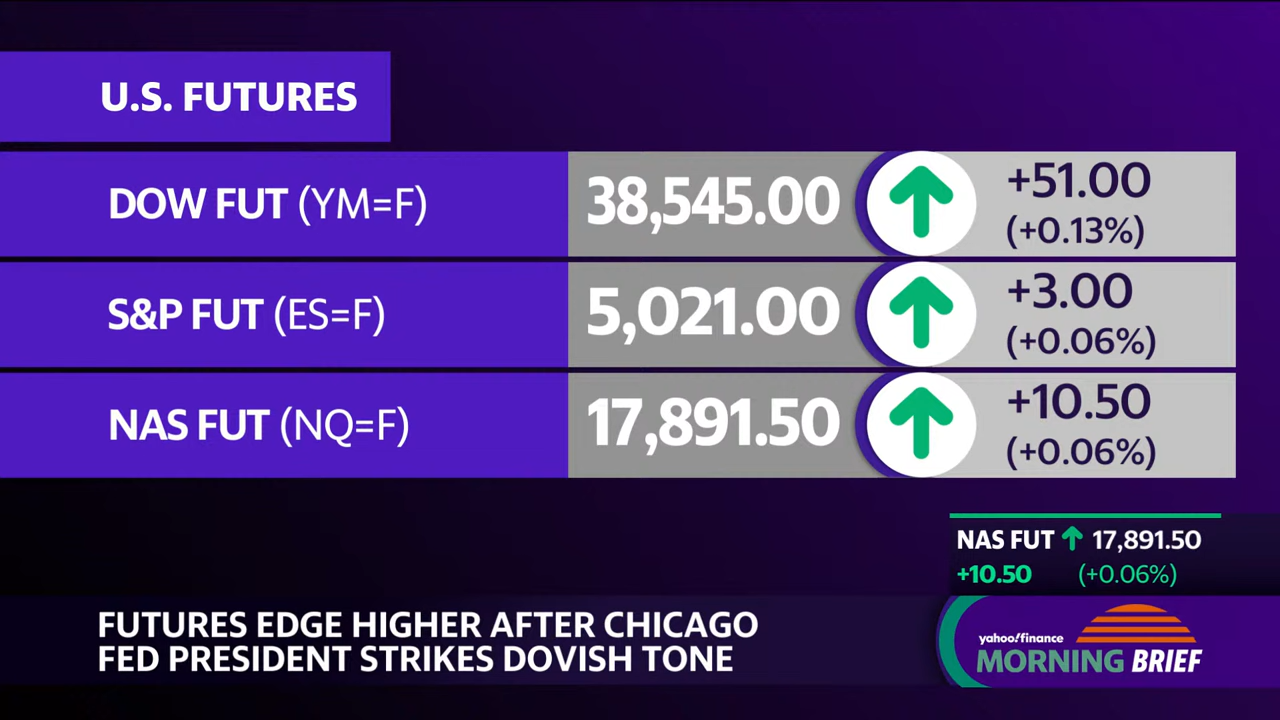 U.S. FUTURES
DOW FUT (YM=F) 38,545.00 +51.00
(+0.13%)
S&P FUT (ES=F) 5,021.00 +3.00
(+0.06%)
NAS FUT (NQ=F) 17,891.50 +10.50
(+0.06%)
NAS FUT 17,891.50
+10.50 (+0.06%)
FUTURES EDGE HIGHER AFTER CHICAGO
FED PRESIDENT STRIKES DOVISH TONE
yahoo!finance
MORNING BRIEF